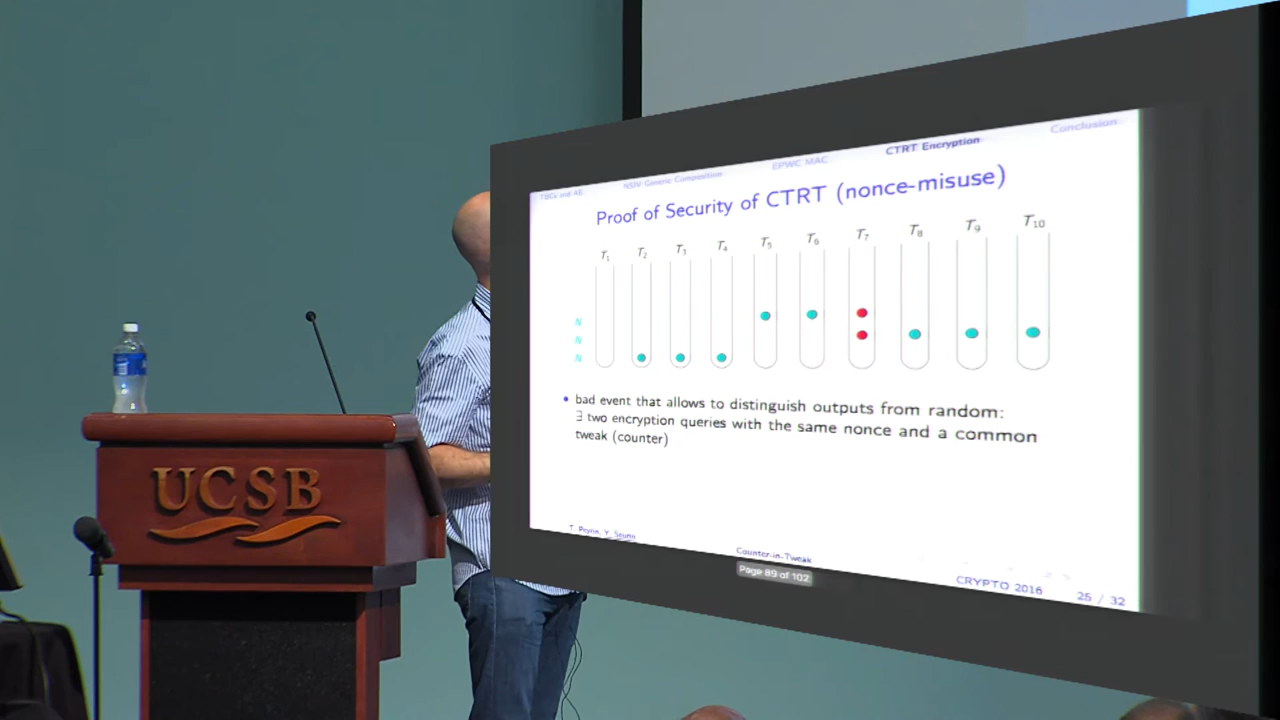 TBCs and AE
NSIV Generic Composition
EPWC MAC
CTRT Encryption
Conclusion
Proof of Security of CTRT (nonce-misuse)
T1 T2 T3 T4 T5 T6 T7 T8 T9 T10
N
N
N
• bad event that allows to distinguish outputs from random:
∃ two encryption queries with the same nonce and a common
tweak (counter)
T. Peyrin, Y. Seurin
Counter-in-Tweak
CRYPTO 2016
25 / 32
Page 89 of 102
UCSB